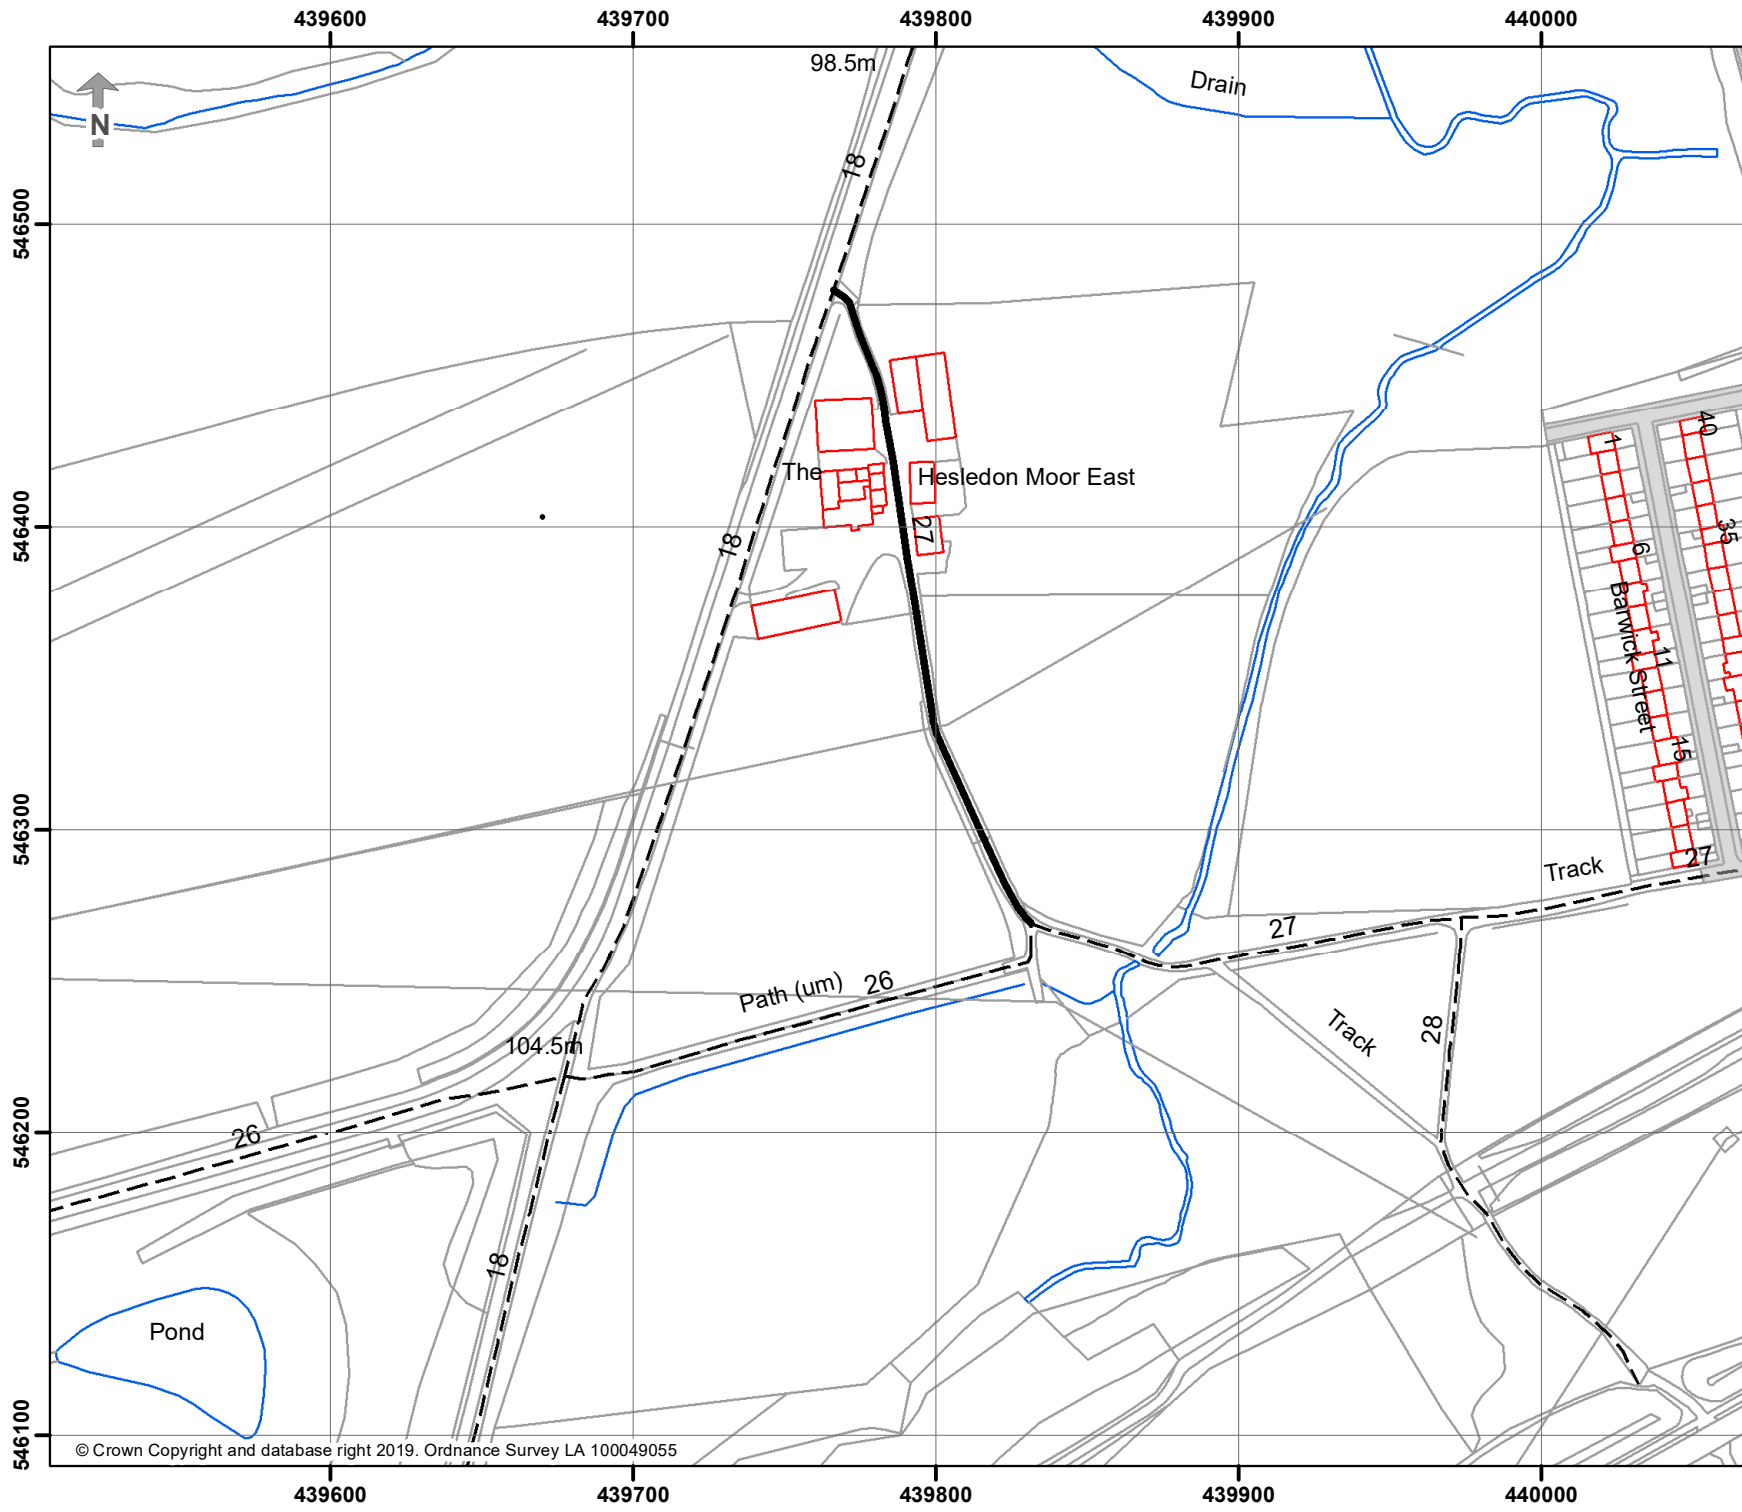 439600 439700 439800 439900 440000
98.5m
Drain
N
18
546500
40
1
The
Hesledon Moor East
35
546400
27
18
6
Barwick Street
11
15
546300
27
Track
27
Path (um)
26
28
Track
104.5m
546200
26
18
Pond
546100
© Crown Copyright and database right 2019. Ordnance Survey LA 100049055
439600 439700 439800 439900 440000